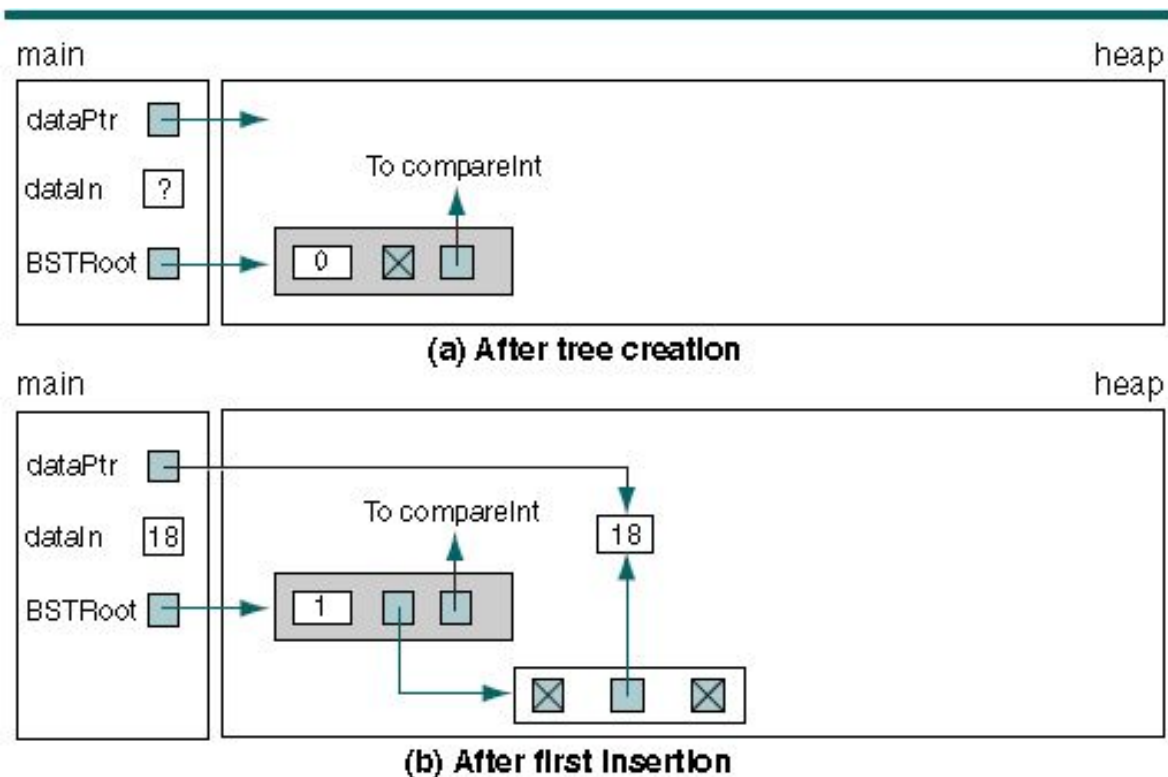 main heap
dataPtr
To compareInt
dataIn ?
BSTRoot 0
(a) After tree creation
main heap
dataPtr
To compareInt 18
dataIn 18
BSTRoot 1
(b) After first insertion